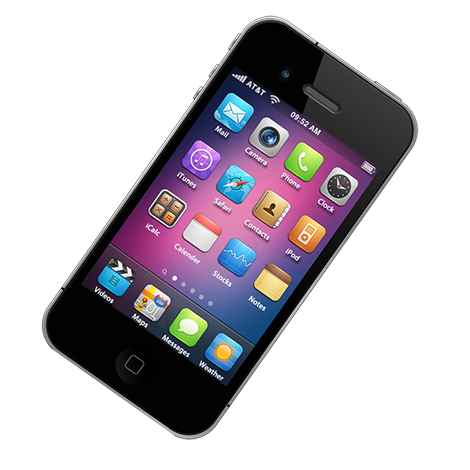 AT&T
09:52 AM
Mail
Camera
Phone
Clock
iTunes
Safari
Contacts
iPod
iCalc
Calender
Stocks
Notes
Videos
Maps
Messages
Weather